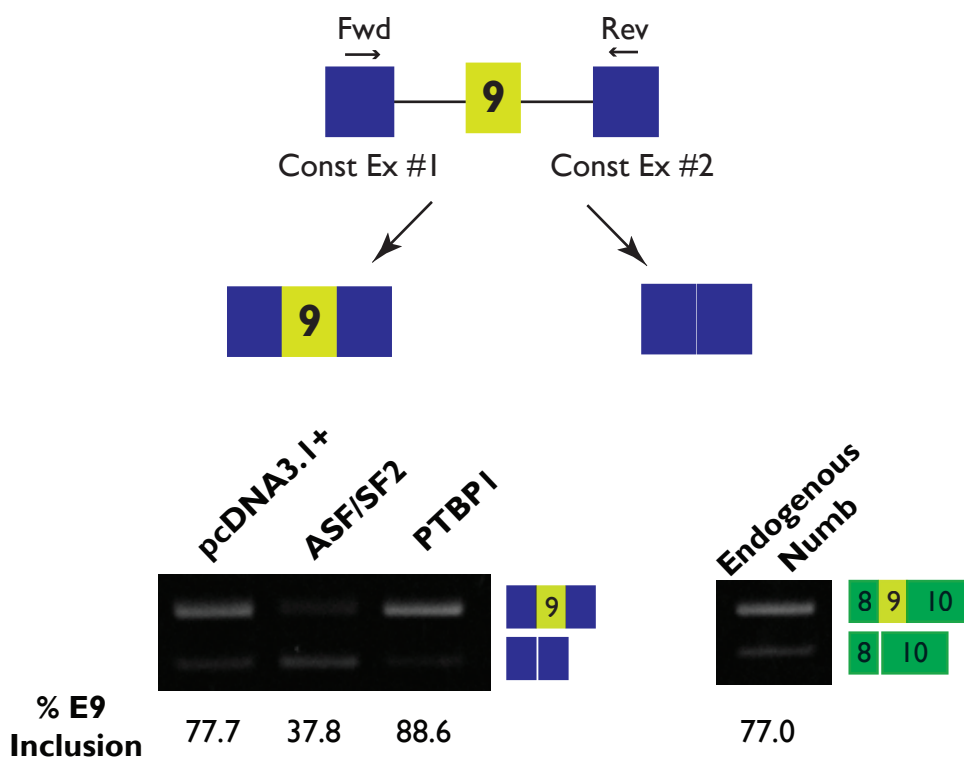 Fwd
Rev
9
Const Ex #1
Const Ex #2
9
pcDNA3.1+
ASF/SF2
PTBP1
Endogenous
Numb
9
8 9 10
8 10
% E9
Inclusion
77.7 37.8 88.6
77.0